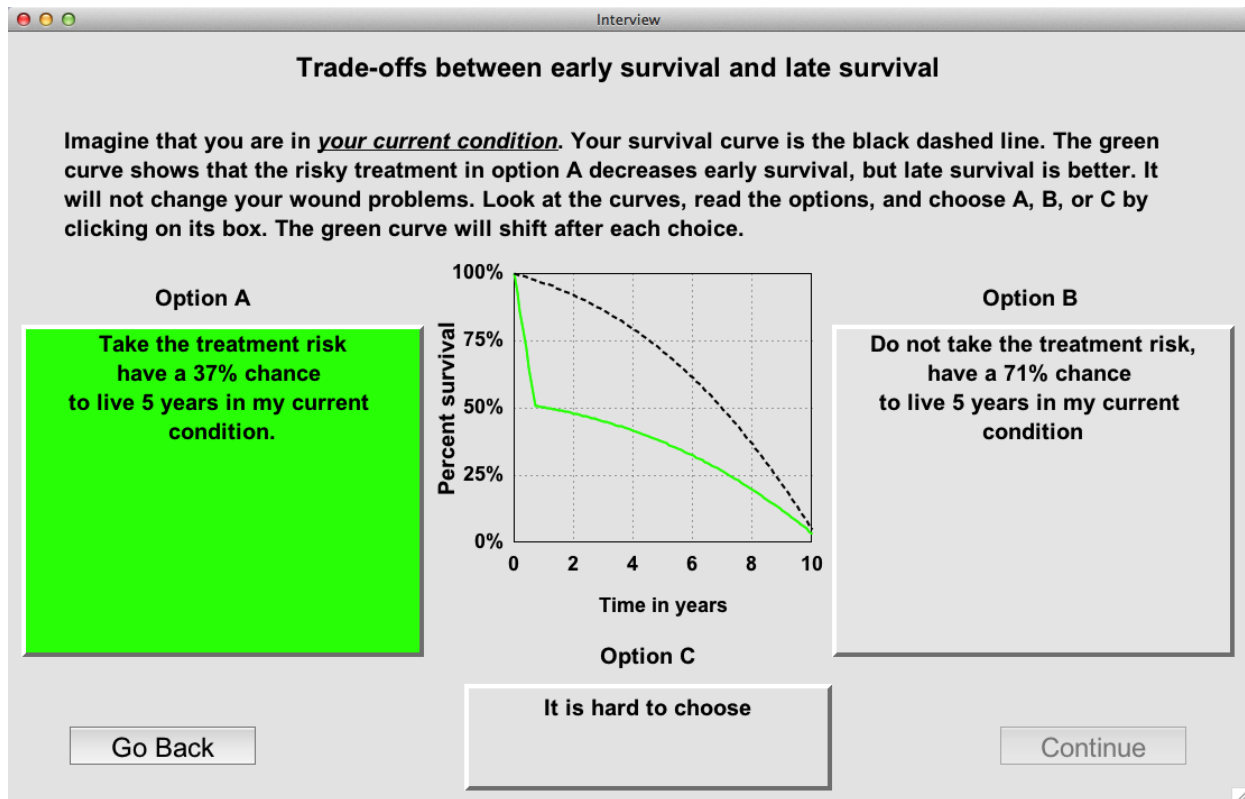 Interview
Trade-offs between early survival and late survival
Imagine that you are in your current condition. Your survival curve is the black dashed line. The green
curve shows that the risky treatment in option A decreases early survival, but late survival is better. It
will not change your wound problems. Look at the curves, read the options, and choose A, B, or C by
clicking on its box. The green curve will shift after each choice.
Option A
Take the treatment risk
have a 37% chance
to live 5 years in my current
condition.
Percent survival
100%
75%
50%
25%
0%
0 2 4 6 8 10
Time in years
Option B
Do not take the treatment risk,
have a 71% chance
to live 5 years in my current
condition
Option C
It is hard to choose
Go Back
Continue